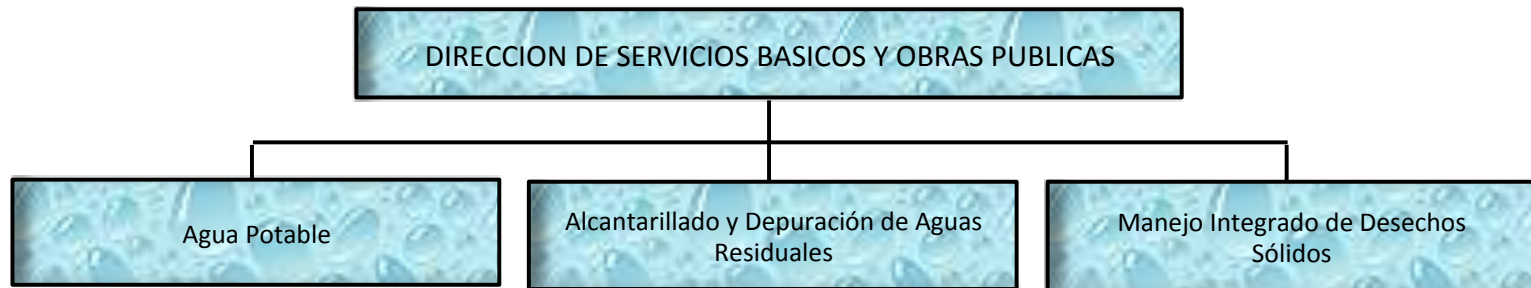 DIRECCION DE SERVICIOS BASICOS Y OBRAS PUBLICAS
Agua Potable
Alcantarillado y Depuración de Aguas
Residuales
Manejo Integrado de Desechos
Sólidos